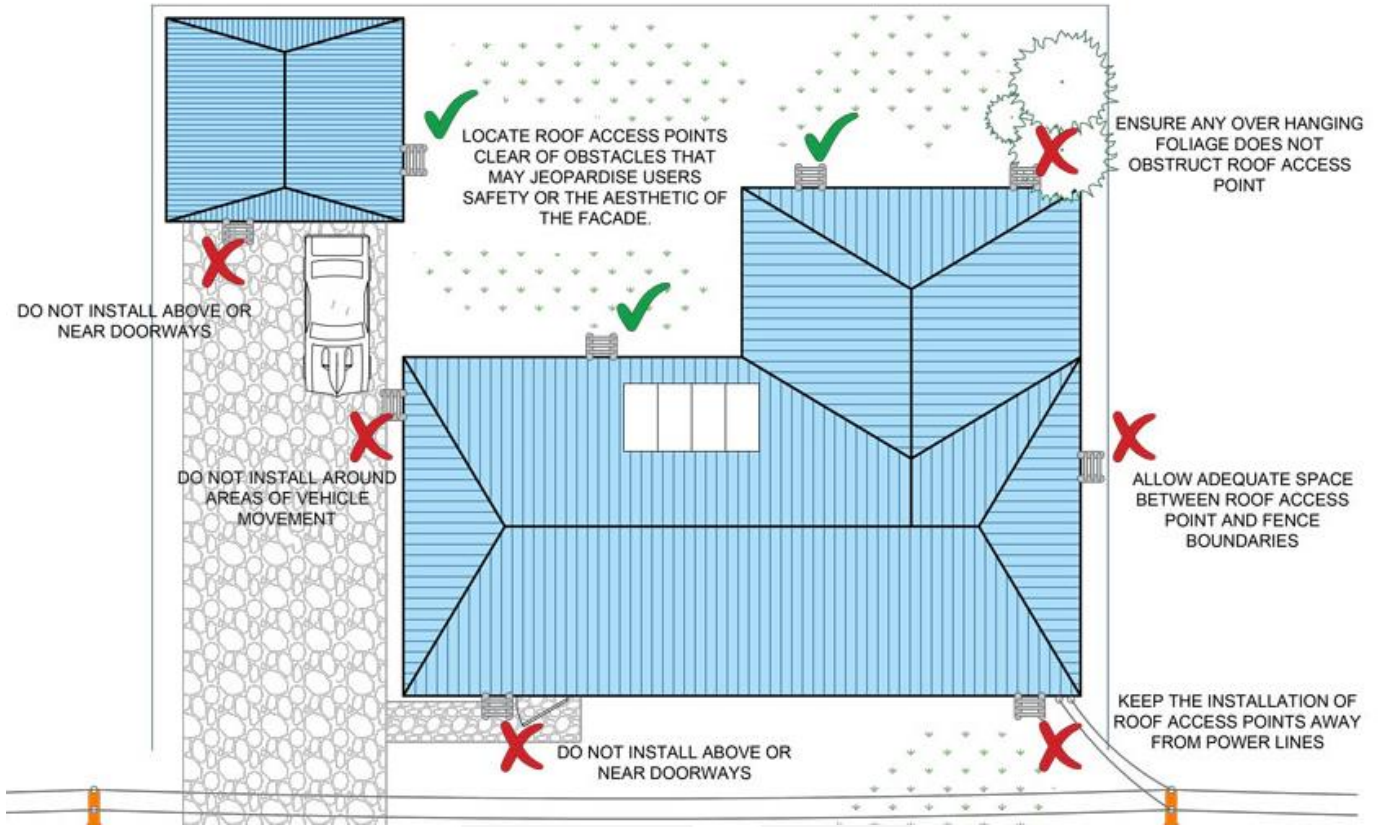 LOCATE ROOF ACCESS POINTS
CLEAR OF OBSTACLES THAT
MAY JEOPARDISE USERS
SAFETY OR THE AESTHETIC OF
THE FACADE.
ENSURE ANY OVER HANGING
FOLIAGE DOES NOT
OBSTRUCT ROOF ACCESS
POINT
DO NOT INSTALL ABOVE OR
NEAR DOORWAYS
DO NOT INSTALL AROUND
AREAS OF VEHICLE
MOVEMENT
ALLOW ADEQUATE SPACE
BETWEEN ROOF ACCESS
POINT AND FENCE
BOUNDARIES
DO NOT INSTALL ABOVE OR
NEAR DOORWAYS
KEEP THE INSTALLATION OF
ROOF ACCESS POINTS AWAY
FROM POWER LINES